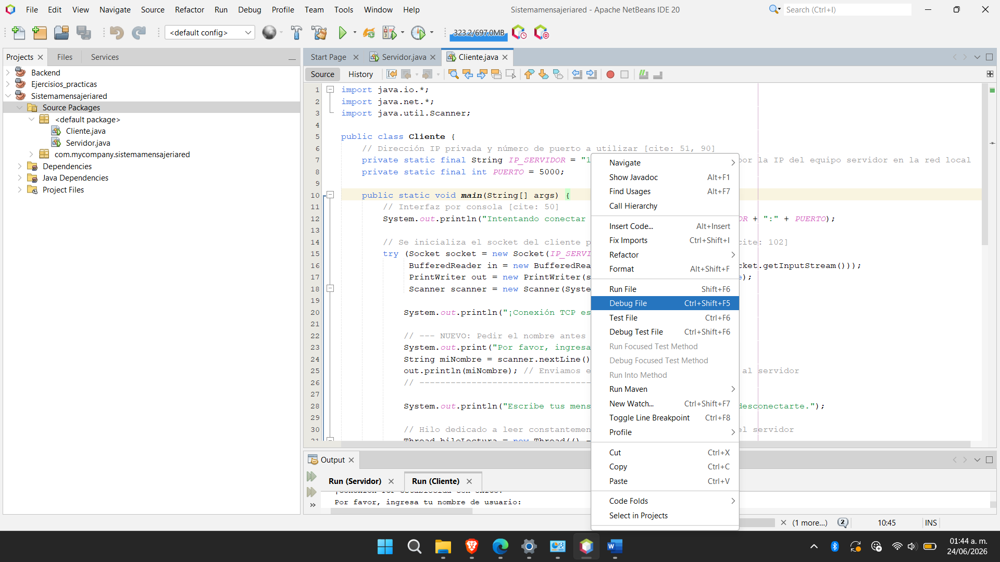 File Edit View Navigate Source Refactor Run Debug Profile Team Tools Window Help
Sistemamensajeriared - Apache NetBeans IDE 20
Search (Ctrl+I)
<default config>
323.2/697.0MB
Projects Files Services
Start Page Servidor.java Cliente.java
Source History
Backend
Ejercisios_practicas
Sistemamensajeriared
Source Packages
<default package>
Cliente.java
Servidor.java
com.mycompany.sistemamensajeriared
Dependencies
Java Dependencies
Project Files
1 import java.io.*;
2 import java.net.*;
3 import java.util.Scanner;
4
5 public class Cliente {
6 // Dirección IP privada y número de puerto a utilizar [cite: 51, 90]
7 private static final String IP_SERVIDOR = "1 por la IP del equipo servidor en la red local
8 private static final int PUERTO = 5000;
9
10 public static void main(String[] args) {
11 // Interfaz por consola [cite: 50]
12 System.out.println("Intentando conectar OR + ":" + PUERTO);
13
14 // Se inicializa el socket del cliente p cite: 102]
15 try (Socket socket = new Socket(IP_SERVI
16 BufferedReader in = new BufferedRea cket.getInputStream()));
17 PrintWriter out = new PrintWriter(s e);
18 Scanner scanner = new Scanner(Syste
19
20 System.out.println("¡Conexión TCP es
21
22 // --- NUEVO: Pedir el nombre antes
23 System.out.print("Por favor, ingresa
24 String miNombre = scanner.nextLine()
25 out.println(miNombre); // Enviamos e al servidor
26 // ---------------------------------
27
28 System.out.println("Escribe tus mens desconectarte.");
29
30 // Hilo dedicado a leer constantemen el servidor
31 Thread hiloLectura = new Thread(() -
Navigate
Show Javadoc Alt+F1
Find Usages Alt+F7
Call Hierarchy
Insert Code... Alt+Insert
Fix Imports Ctrl+Shift+I
Refactor
Format Alt+Shift+F
Run File Shift+F6
Debug File Ctrl+Shift+F5
Test File Ctrl+F6
Debug Test File Ctrl+Shift+F6
Run Focused Test Method
Debug Focused Test Method
Run Into Method
Run Maven
New Watch... Ctrl+Shift+F7
Toggle Line Breakpoint Ctrl+F8
Profile
Cut Ctrl+X
Copy Ctrl+C
Paste Ctrl+V
Code Folds
Select in Projects
Output
Run (Servidor) Run (Cliente)
¡Conexión TCP establecida con éxito!
Por favor, ingresa tu nombre de usuario:
(1 more...) 2 10:45 INS
01:44 a. m.
24/06/2026